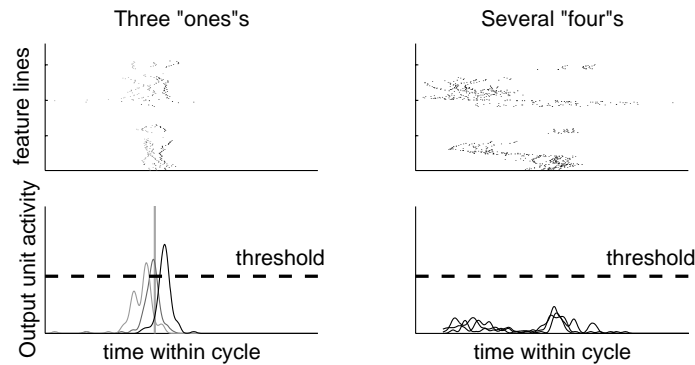 Three "ones"s
Several "four"s
feature lines
Output unit activity
threshold
threshold
time within cycle
time within cycle